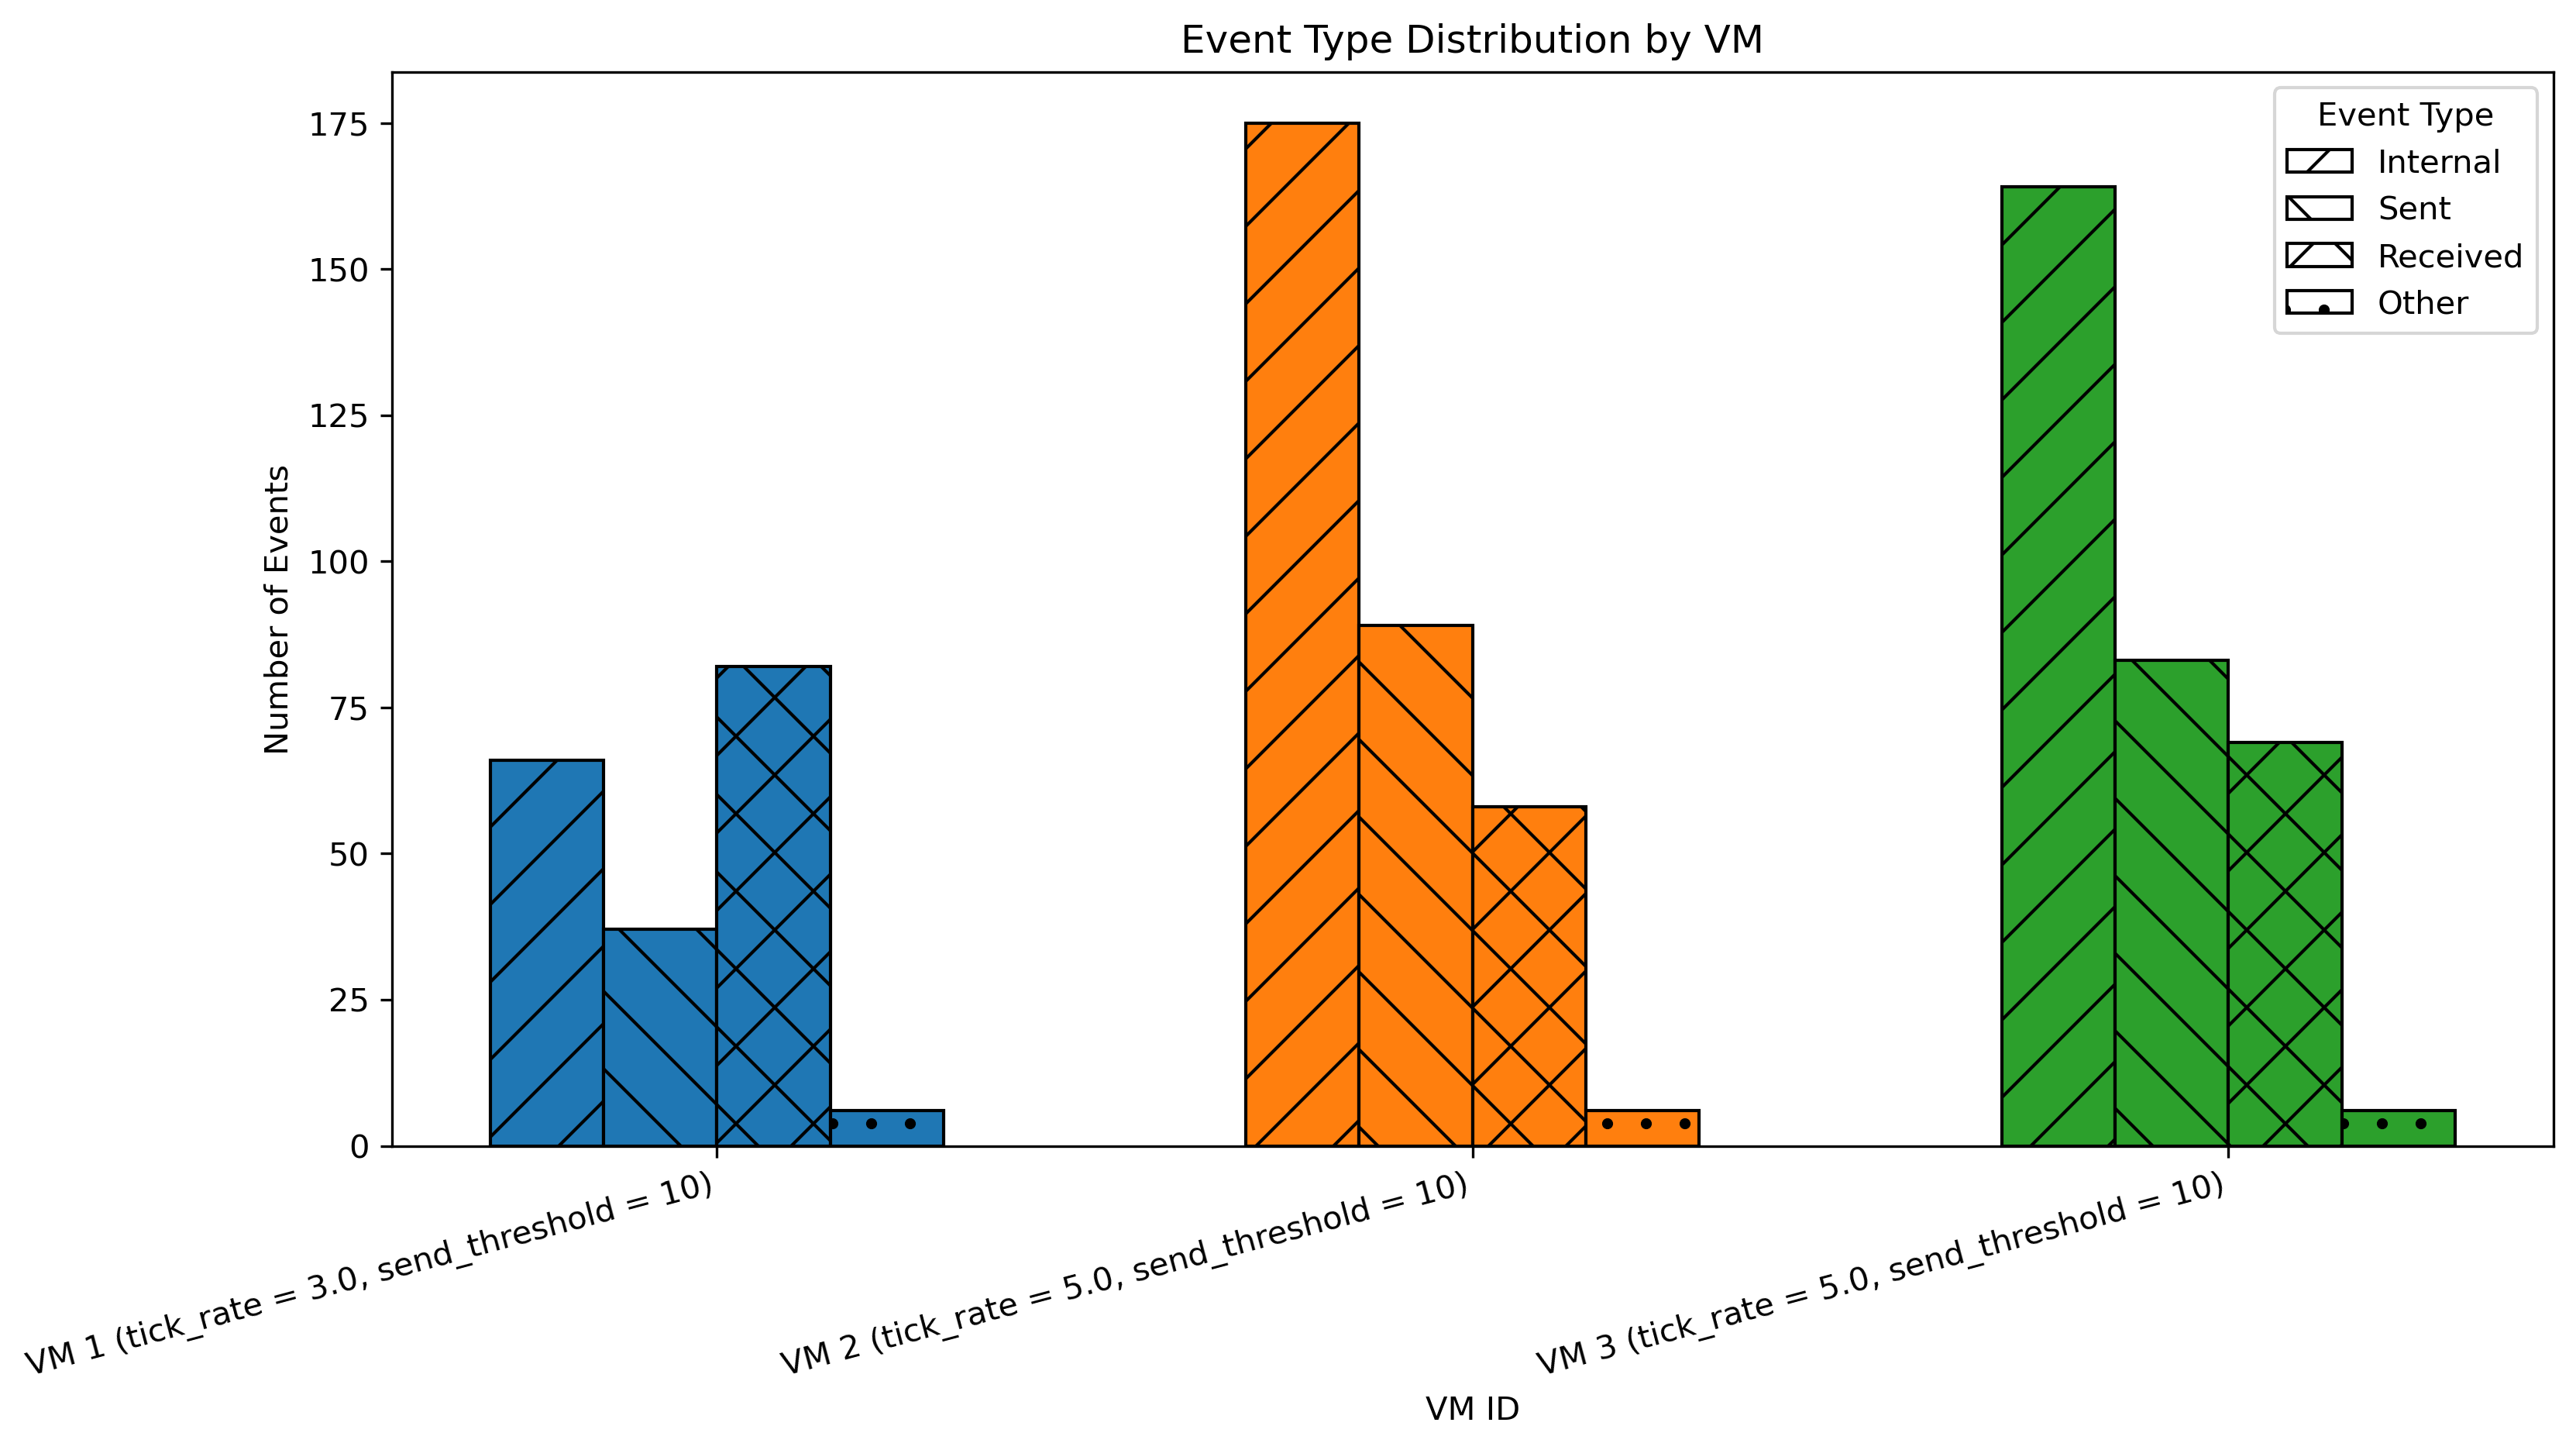 Event Type Distribution by VM
Number of Events
175
150
125
100
75
50
25
0
Event Type
Internal
Sent
Received
Other
VM 1 (tick_rate = 3.0, send_threshold = 10)
VM 2 (tick_rate = 5.0, send_threshold = 10)
VM 3 (tick_rate = 5.0, send_threshold = 10)
VM ID